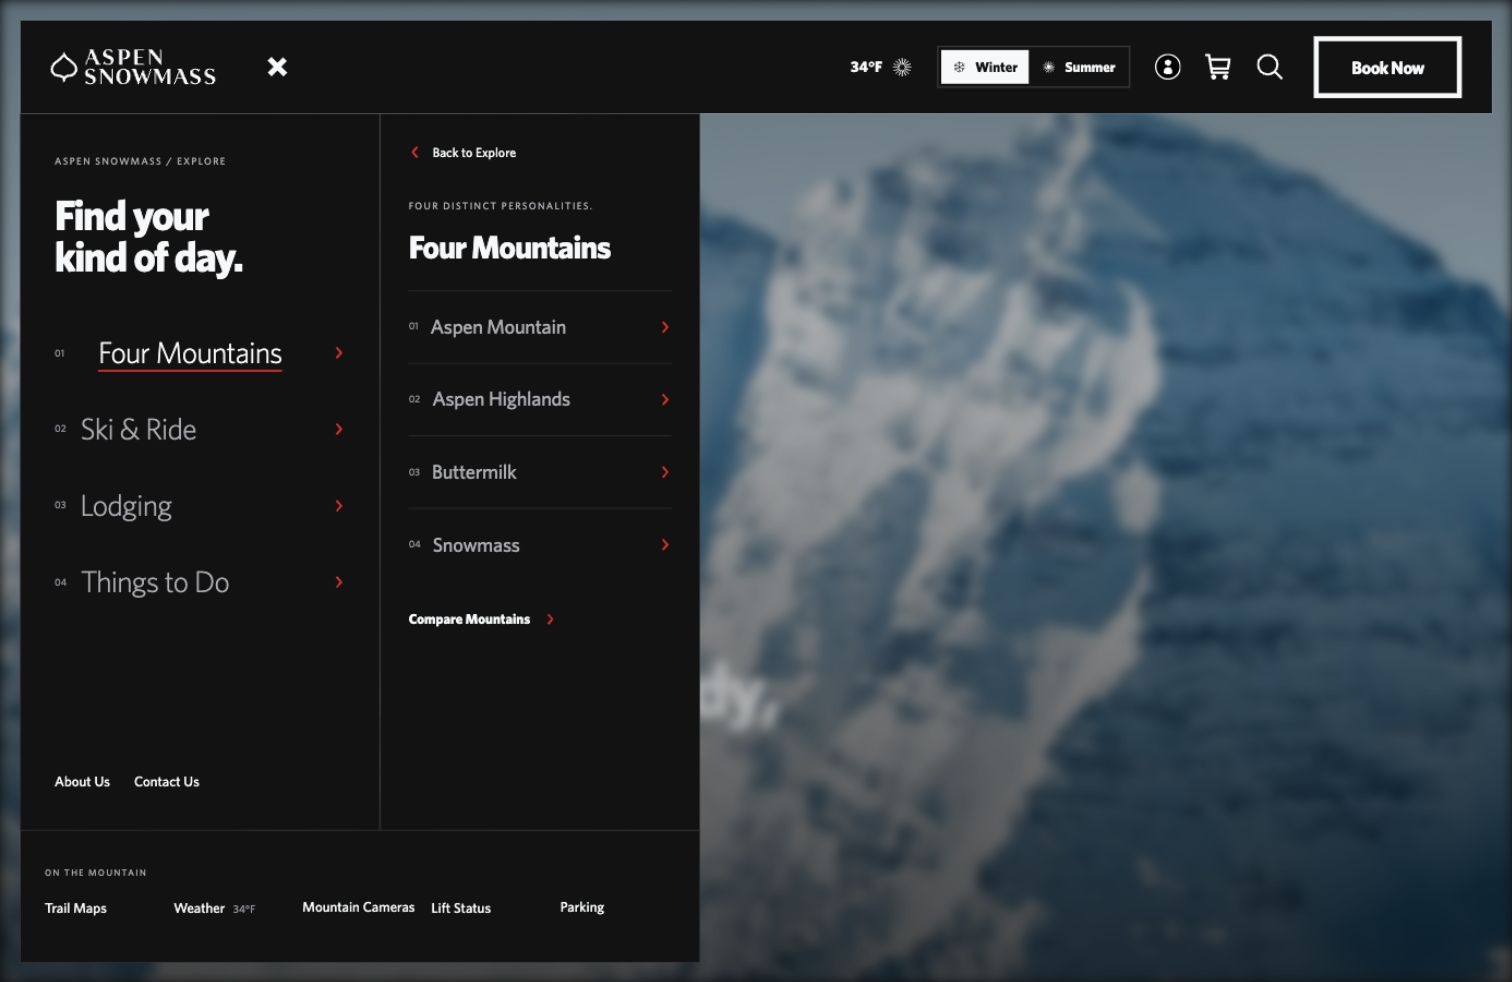 ASPEN
SNOWMASS
34°F
Winter
Summer
Book Now
ASPEN SNOWMASS / EXPLORE
Find your
kind of day.
01 Four Mountains
02 Ski & Ride
03 Lodging
04 Things to Do
About Us Contact Us
Back to Explore
FOUR DISTINCT PERSONALITIES.
Four Mountains
01 Aspen Mountain
02 Aspen Highlands
03 Buttermilk
04 Snowmass
Compare Mountains
dy,
ON THE MOUNTAIN
Trail Maps Weather 34°F Mountain Cameras Lift Status Parking